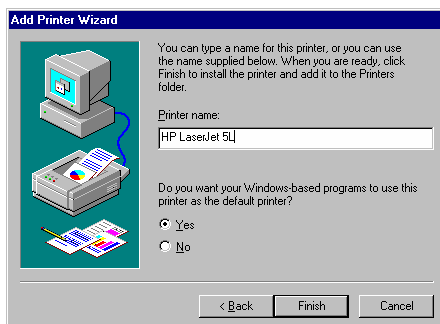 Add Printer Wizard
You can type a name for this printer, or you can use
the name supplied below. When you are ready, click
Finish to install the printer and add it to the Printers
folder.
Printer name:
HP LaserJet 5L
Do you want your Windows-based programs to use this
printer as the default printer?
Yes
No
< Back
Finish
Cancel